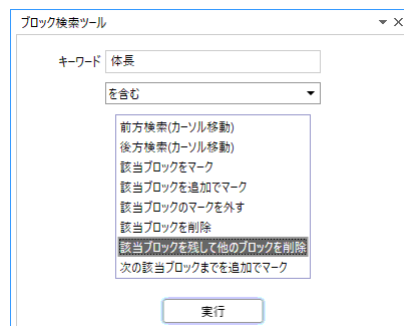 ブロック検索ツール
キーワード 体長
を含む
前方検索(カーソル移動)
後方検索(カーソル移動)
該当ブロックをマーク
該当ブロックを追加でマーク
該当ブロックのマークを外す
該当ブロックを削除
該当ブロックを残して他のブロックを削除
次の該当ブロックまでを追加でマーク
実行